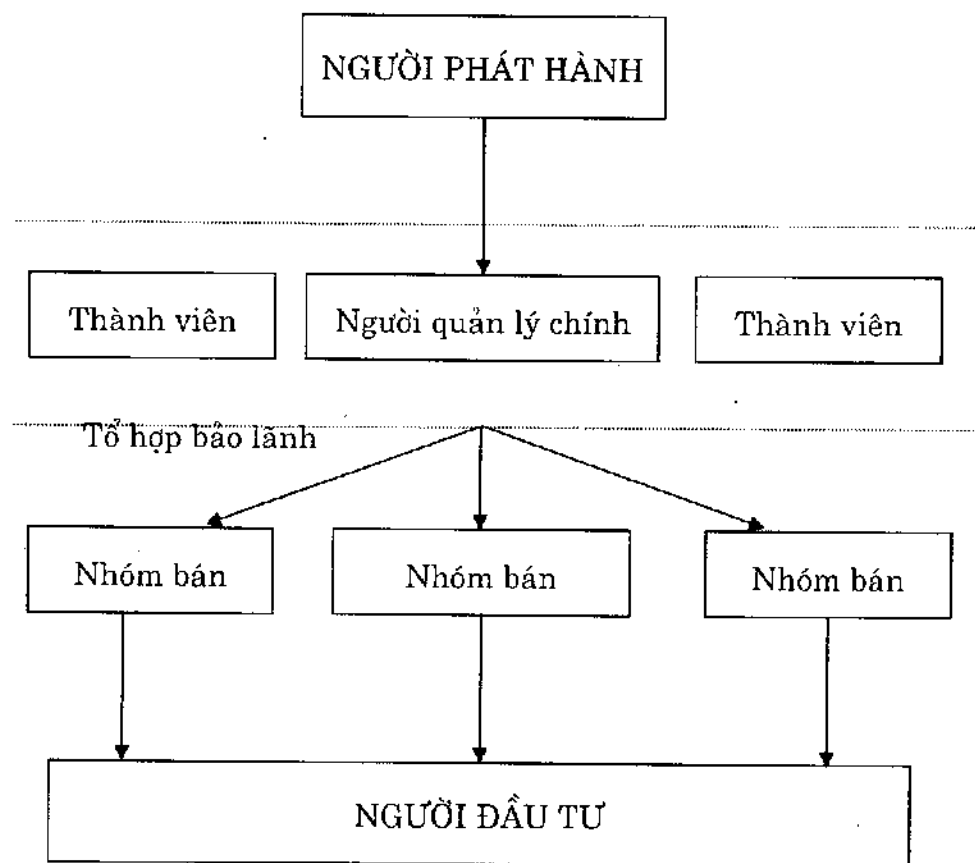 NGƯỜI PHÁT HÀNH
Thành viên
Người quản lý chính
Thành viên
Tổ hợp bảo lãnh
Nhóm bán
Nhóm bán
Nhóm bán
NGƯỜI ĐẦU TƯ